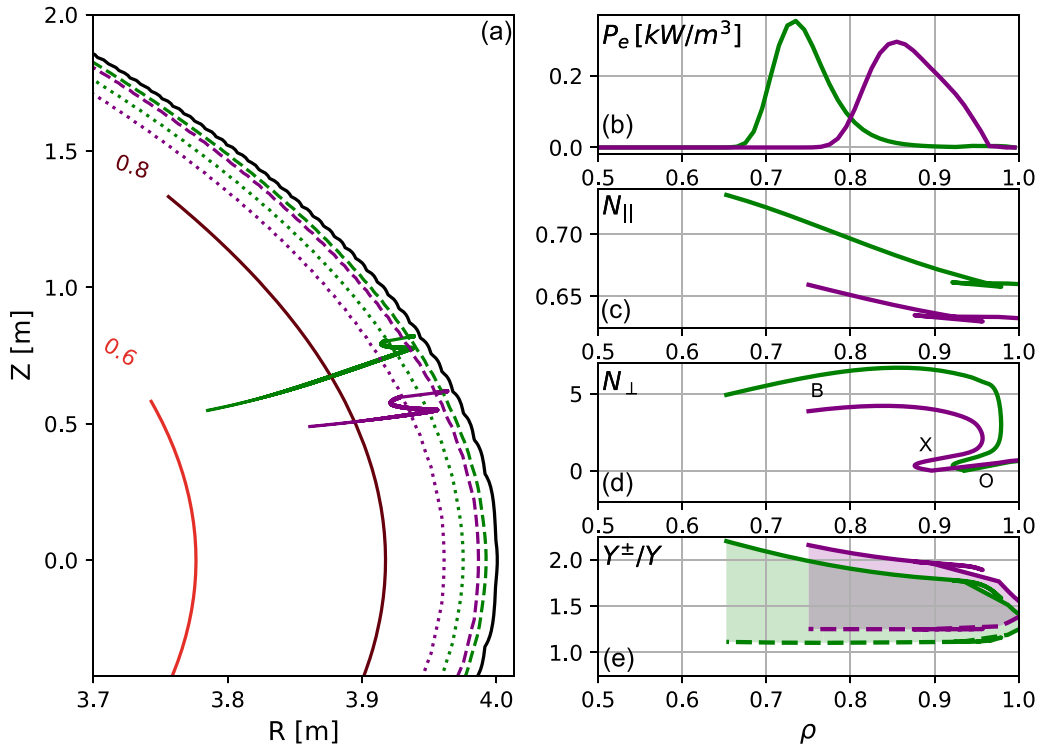 (a)
2.0
1.5
1.0
0.5
0.0
Z [m]
0.8
0.6
3.7
3.8
3.9
4.0
R [m]
P_e [kW/m³]
0.2
0.0
(b)
0.5 0.6 0.7 0.8 0.9 1.0
N_||
0.70
0.65
(c)
0.5 0.6 0.7 0.8 0.9 1.0
N_⊥
5
0
B
X
O
(d)
0.5 0.6 0.7 0.8 0.9 1.0
Y^±/Y
2.0
1.5
1.0
(e)
0.5 0.6 0.7 0.8 0.9 1.0
ρ